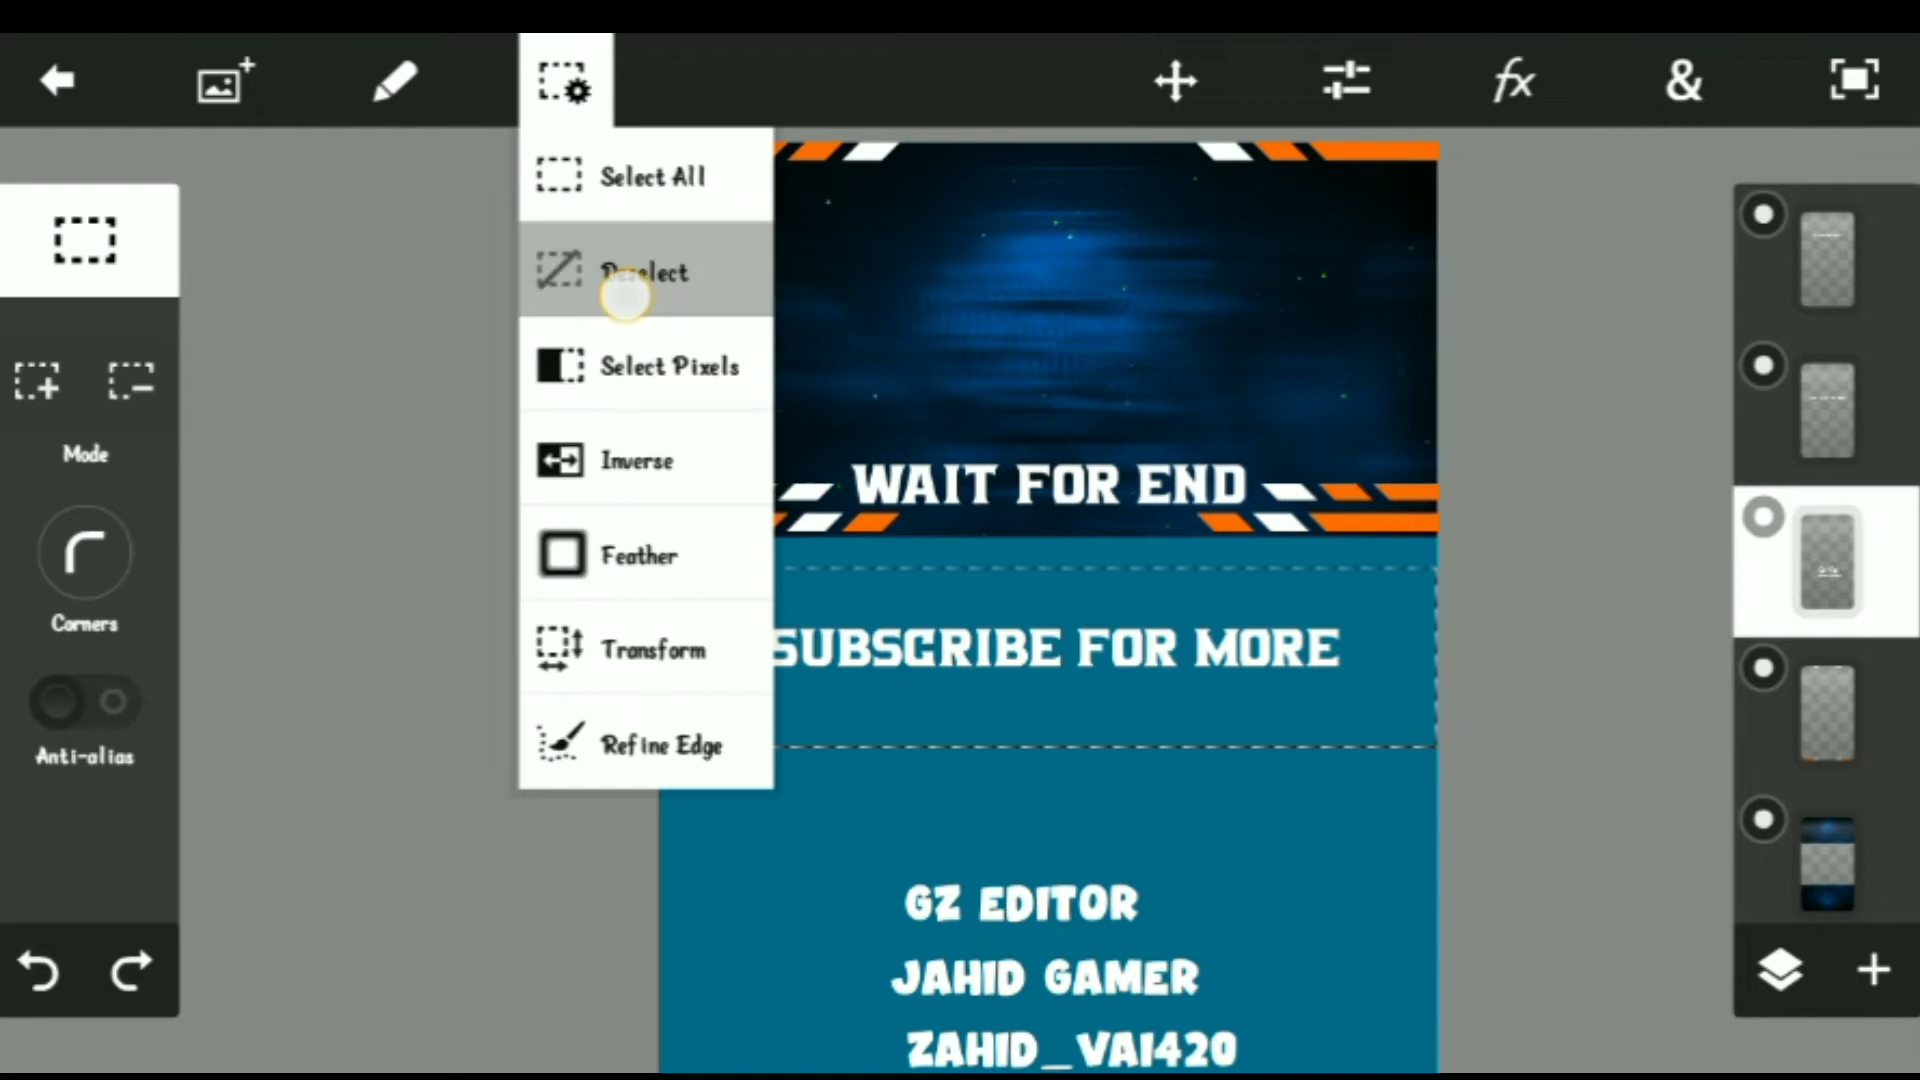 fx
&
Select All
Deselect
Select Pixels
Inverse
Feather
Transform
Refine Edge
Mode
Corners
Anti-alias
WAIT FOR END
SUBSCRIBE FOR MORE
GZ EDITOR
JAHID GAMER
ZAHID_VAI420